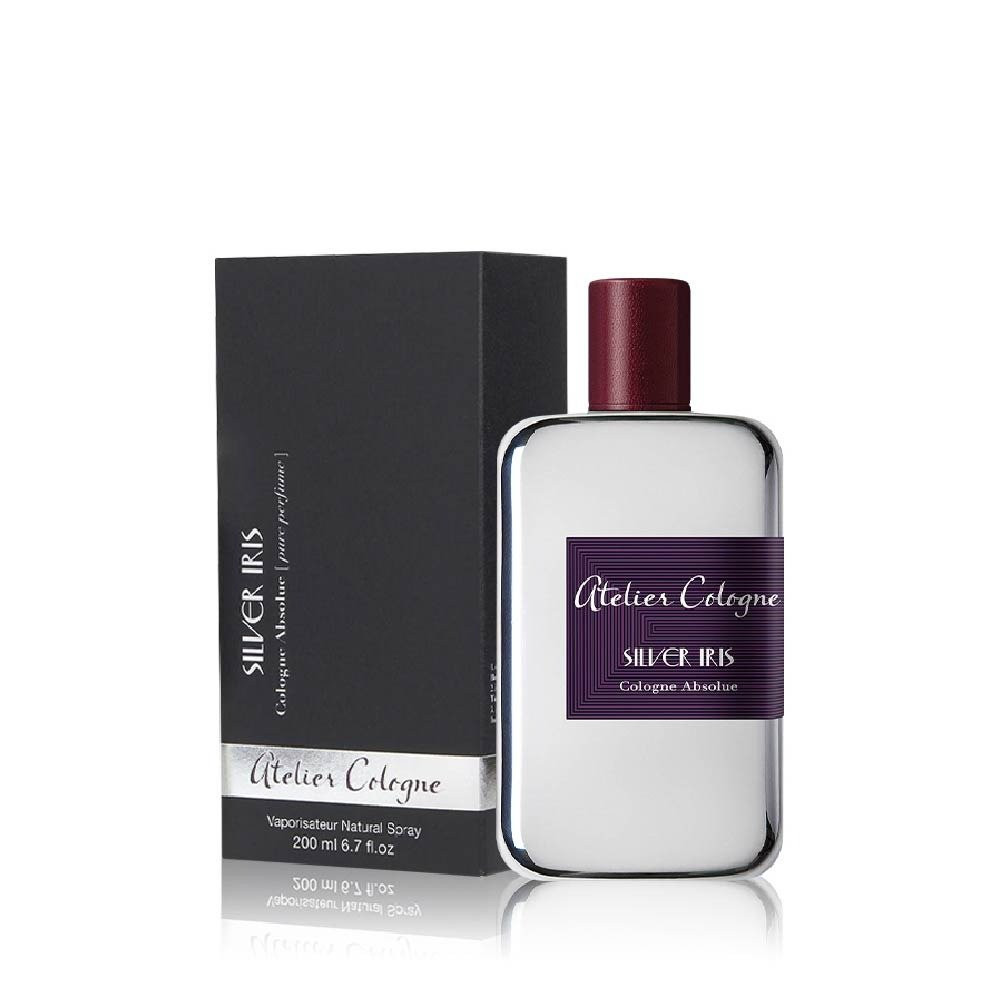 SILVER IRIS
Cologne Absolue [ pure perfume ]
Atelier Cologne
Vaporisateur Natural Spray
200 ml 6.7 fl.oz
Atelier Cologne
SILVER IRIS
Cologne Absolue